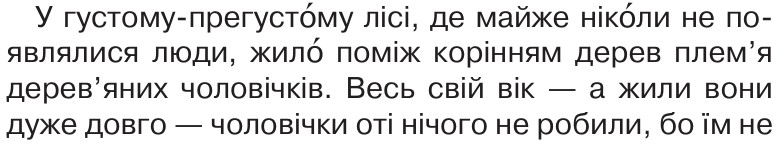 У густому-прегусто́му лісі, де майже ніко́ли не по-
являлися люди, жило́ поміж корінням дерев плем’я
дерев’яних чоловічків. Весь свій вік — а жили вони
дуже довго — чоловічки оті нічого не робили, бо їм не